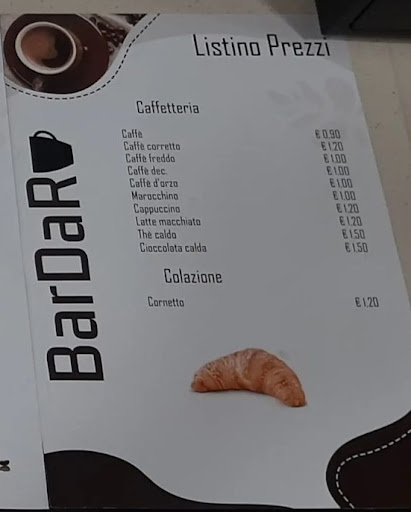 Listino Prezzi
BarDaR
Caffetteria
Caffè € 0,90
Caffè corretto € 1,20
Caffè freddo € 1,00
Caffè dec. € 1,00
Caffè d'orzo € 1,00
Marocchino € 1,00
Cappuccino € 1,20
Latte macchiato € 1,20
Thè caldo € 1,50
Cioccolata calda € 1,50
Colazione
Cornetto € 1,20